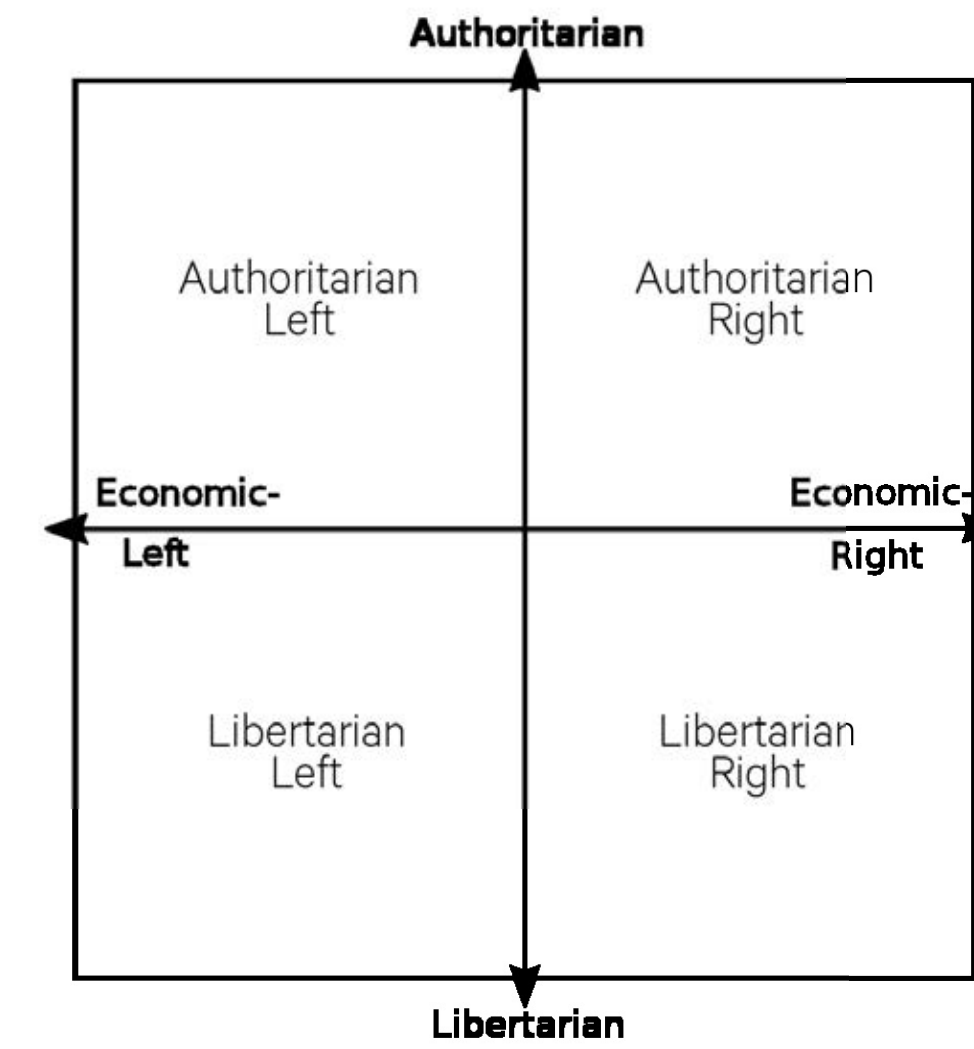 Authoritarian
Authoritarian
Left
Authoritarian
Right
Economic-
Left
Economic-
Right
Libertarian
Left
Libertarian
Right
Libertarian